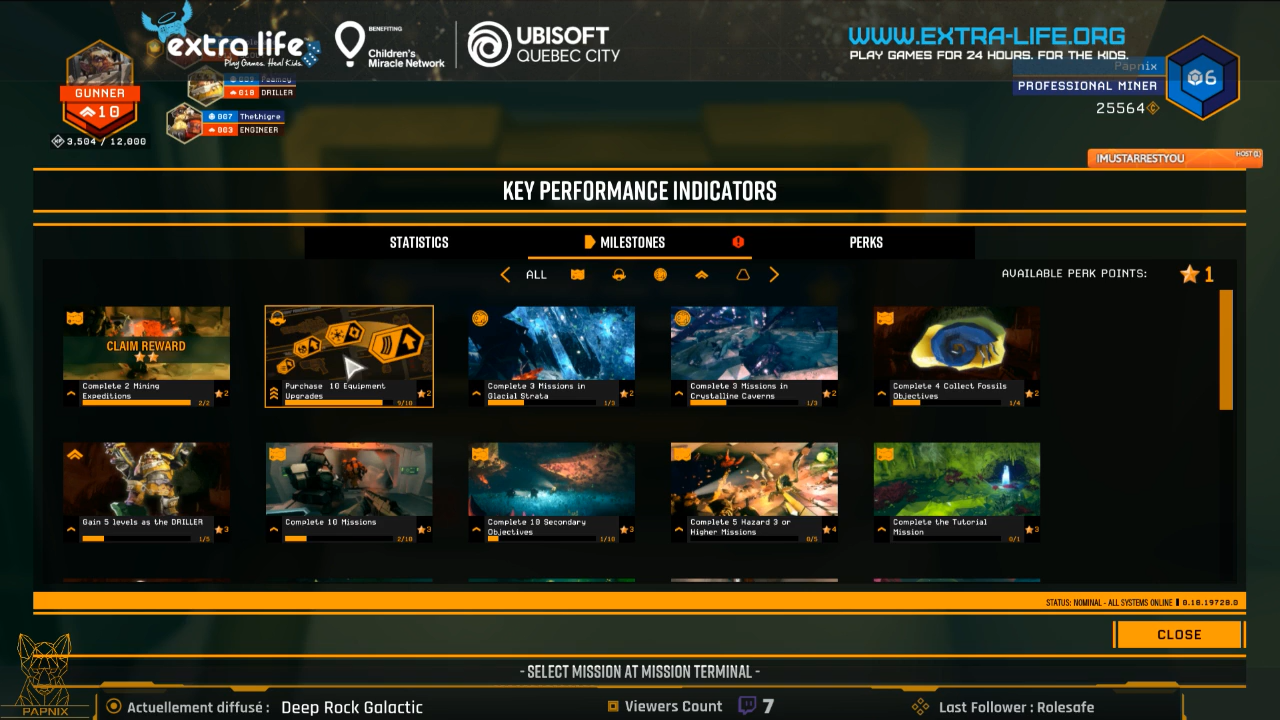 extra life
Play Games. Heal Kids.
BENEFITING
Children's
Miracle Network
UBISOFT
QUEBEC CITY
WWW.EXTRA-LIFE.ORG
PLAY GAMES FOR 24 HOURS. FOR THE KIDS.
GUNNER
10
3,504 / 12,000
018 DRILLER
007 Thethigre
003 ENGINEER
Papnix
PROFESSIONAL MINER
25564
6
IMUSTARRESTYOU
HOST (1)
KEY PERFORMANCE INDICATORS
STATISTICS
MILESTONES
PERKS
ALL
AVAILABLE PERK POINTS:
1
CLAIM REWARD
Complete 2 Mining
Expeditions
2
2/2
Purchase 10 Equipment
Upgrades
2
9/10
Complete 3 Missions in
Glacial Strata
2
1/3
Complete 3 Missions in
Crystalline Caverns
2
1/3
Complete 4 Collect Fossils
Objectives
2
1/4
Gain 5 levels as the DRILLER
3
1/5
Complete 10 Missions
3
2/10
Complete 10 Secondary
Objectives
3
1/10
Complete 5 Hazard 3 or
Higher Missions
4
0/5
Complete the Tutorial
Mission
3
0/1
STATUS: NOMINAL - ALL SYSTEMS ONLINE
0.18.19728.0
CLOSE
- SELECT MISSION AT MISSION TERMINAL -
PAPNIX
Actuellement diffusé : Deep Rock Galactic
Viewers Count 7
Last Follower : Rolesafe